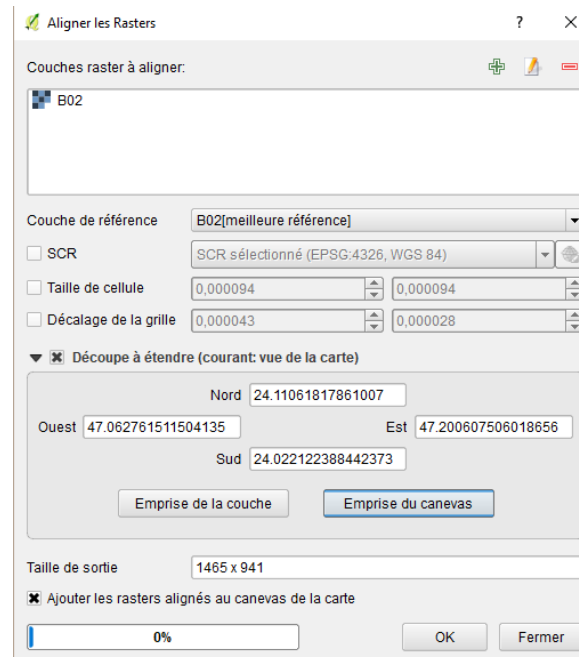 Aligner les Rasters ?
Couches raster à aligner:
B02
Couche de référence B02[meilleure référence]
SCR SCR sélectionné (EPSG:4326, WGS 84)
Taille de cellule 0,000094 0,000094
Décalage de la grille 0,000043 0,000028
Découpe à étendre (courant: vue de la carte)
Nord 24.11061817861007
Ouest 47.062761511504135 Est 47.200607506018656
Sud 24.022122388442373
Emprise de la couche Emprise du canevas
Taille de sortie 1465 x 941
Ajouter les rasters alignés au canevas de la carte
0% OK Fermer